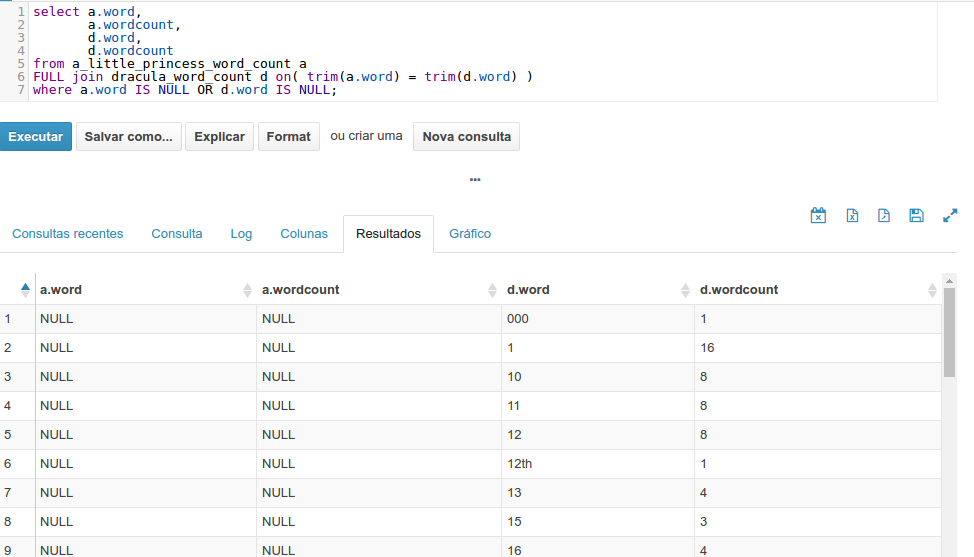 1 select a.word,
2 a.wordcount,
3 d.word,
4 d.wordcount
5 from a_little_princess_word_count a
6 FULL join dracula_word_count d on( trim(a.word) = trim(d.word) )
7 where a.word IS NULL OR d.word IS NULL;
Executar Salvar como... Explicar Format ou criar uma Nova consulta
...
Consultas recentes Consulta Log Colunas Resultados Gráfico
a.word a.wordcount d.word d.wordcount
1 NULL NULL 000 1
2 NULL NULL 1 16
3 NULL NULL 10 8
4 NULL NULL 11 8
5 NULL NULL 12 8
6 NULL NULL 12th 1
7 NULL NULL 13 4
8 NULL NULL 15 3
9 NULL NULL 16 4